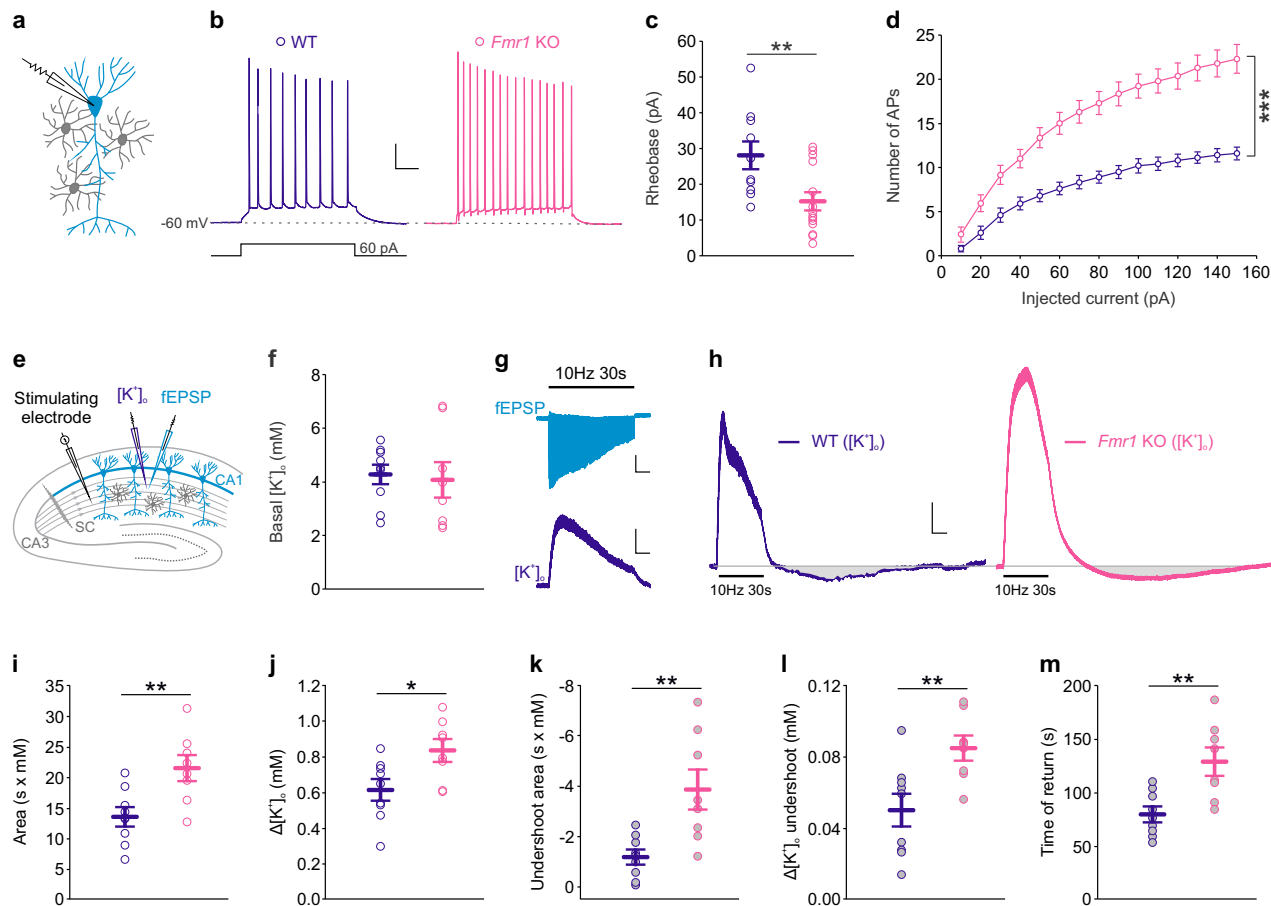 a
b
WT
Fmr1 KO
-60 mV
60 pA
c
**
Rheobase (pA)
60
50
40
30
20
10
0
d
Number of APs
25
20
15
10
5
0
***
0 20 40 60 80 100 120 140 160
Injected current (pA)
e
Stimulating
electrode
[K⁺]ₒ
fEPSP
CA1
SC
CA3
f
Basal [K⁺]ₒ (mM)
8
6
4
2
0
g
10Hz 30s
fEPSP
[K⁺]ₒ
h
WT ([K⁺]ₒ)
Fmr1 KO ([K⁺]ₒ)
10Hz 30s
10Hz 30s
i
**
Area (s x mM)
35
30
25
20
15
10
5
0
j
*
Δ[K⁺]ₒ (mM)
1.2
1.0
0.8
0.6
0.4
0.2
0.0
k
**
Undershoot area (s x mM)
-8
-6
-4
-2
0
l
**
Δ[K⁺]ₒ undershoot (mM)
0.12
0.08
0.04
0.00
m
**
Time of return (s)
200
150
100
50
0